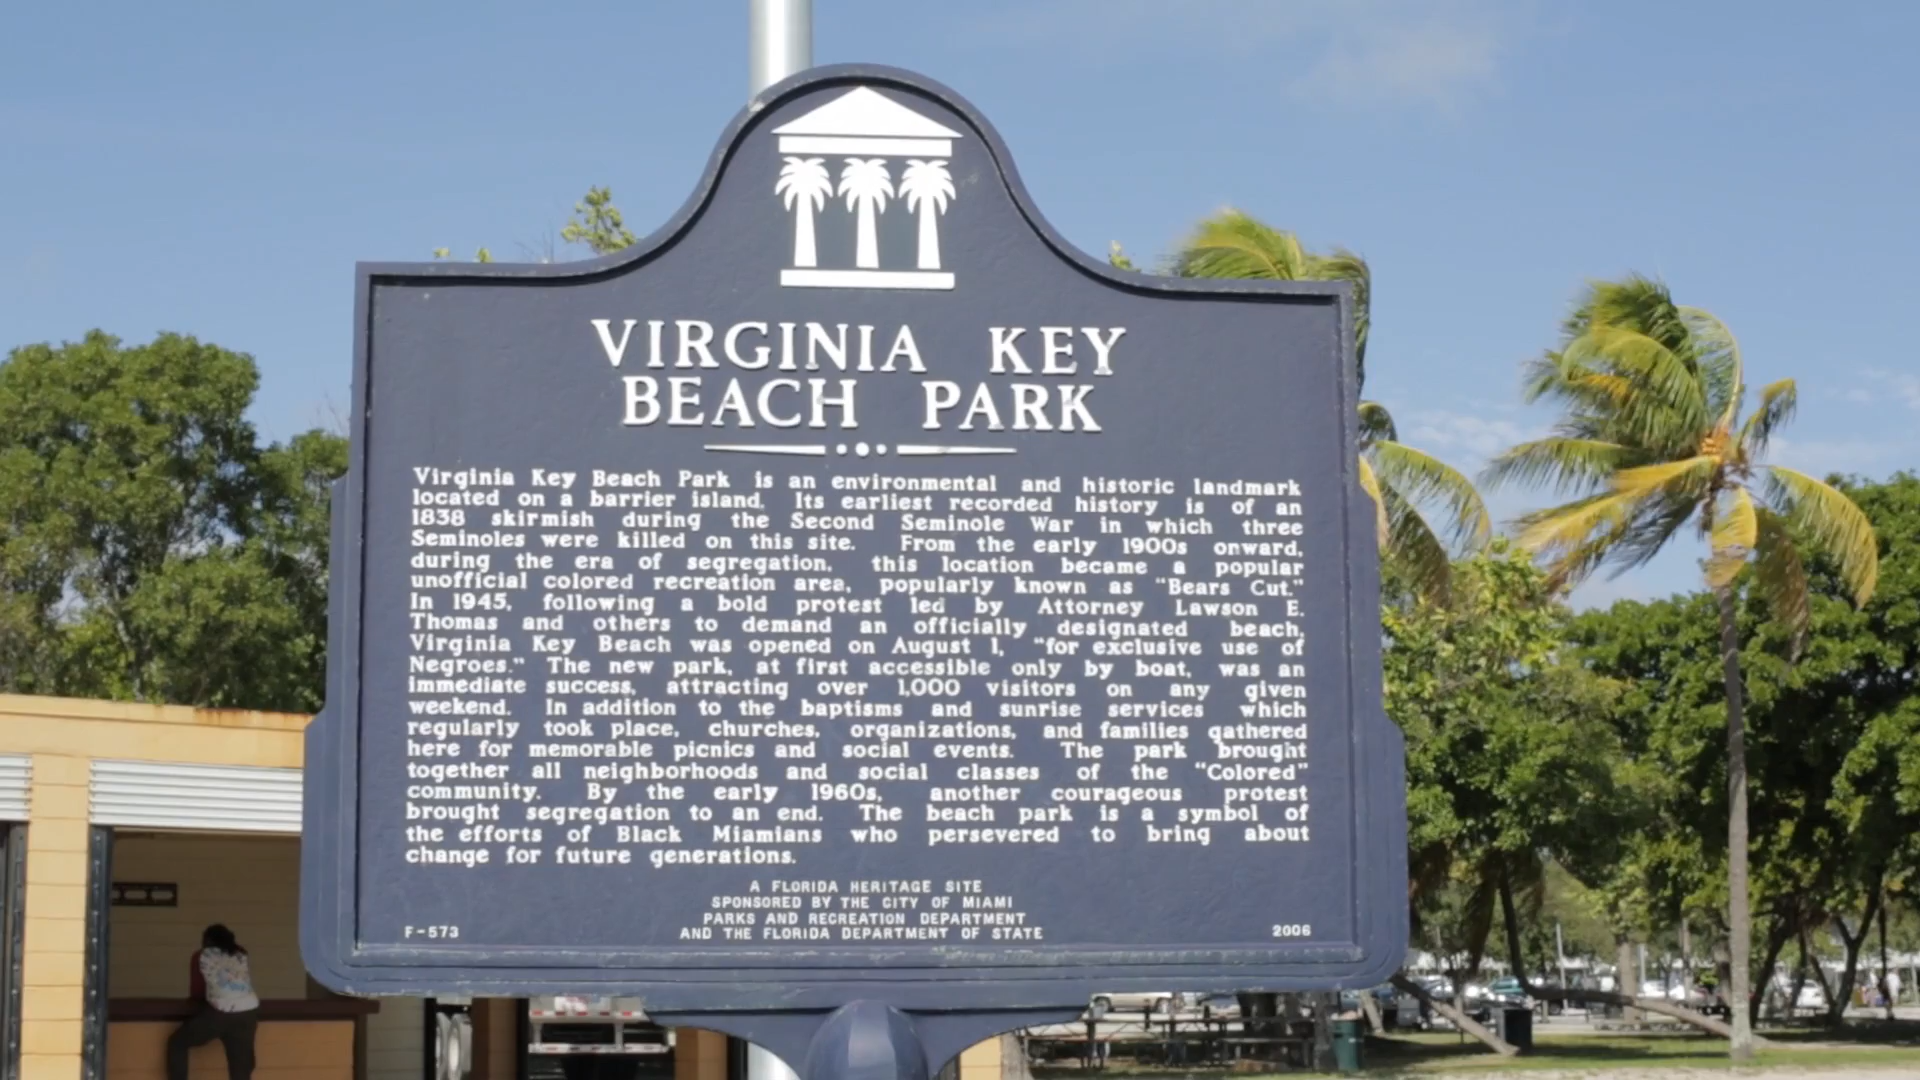 VIRGINIA KEY
BEACH PARK
Virginia Key Beach Park is an environmental and historic landmark
located on a barrier island. Its earliest recorded history is of an
1838 skirmish during the Second Seminole War in which three
Seminoles were killed on this site. From the early 1900s onward,
during the era of segregation, this location became a popular
unofficial colored recreation area, popularly known as "Bears Cut."
In 1945, following a bold protest led by Attorney Lawson E.
Thomas and others to demand an officially designated beach,
Virginia Key Beach was opened on August 1, "for exclusive use of
Negroes." The new park, at first accessible only by boat, was an
immediate success, attracting over 1,000 visitors on any given
weekend. In addition to the baptisms and sunrise services which
regularly took place, churches, organizations, and families gathered
here for memorable picnics and social events. The park brought
together all neighborhoods and social classes of the "Colored"
community. By the early 1960s, another courageous protest
brought segregation to an end. The beach park is a symbol of
the efforts of Black Miamians who persevered to bring about
change for future generations.
A FLORIDA HERITAGE SITE
SPONSORED BY THE CITY OF MIAMI
PARKS AND RECREATION DEPARTMENT
AND THE FLORIDA DEPARTMENT OF STATE
F-573
2006